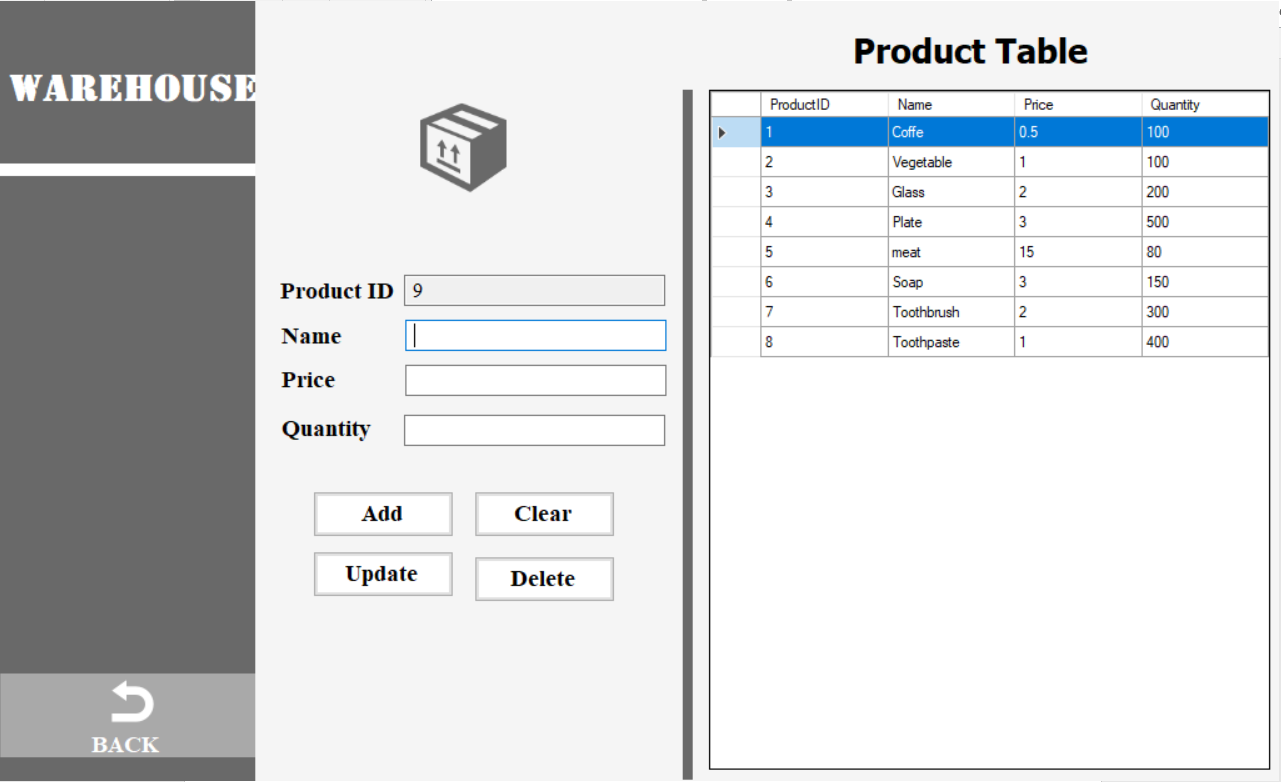 WAREHOUSE
Product ID 9
Name
Price
Quantity
Add Clear
Update Delete
BACK
Product Table
ProductID Name Price Quantity
1 Coffe 0.5 100
2 Vegetable 1 100
3 Glass 2 200
4 Plate 3 500
5 meat 15 80
6 Soap 3 150
7 Toothbrush 2 300
8 Toothpaste 1 400